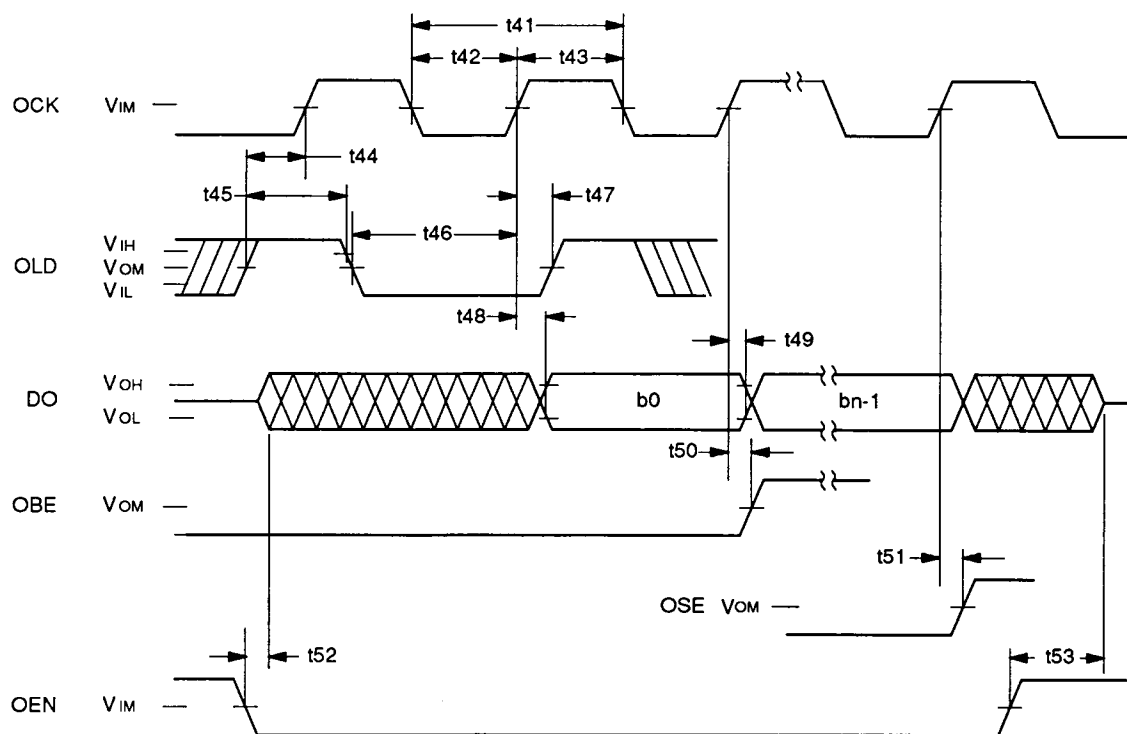 t41
t42 t43
OCK VIM
t44
t45 t47
t46
VIH
OLD VOM
VIL
t48 t49
VOH
DO b0 bn-1
VOL
t50
OBE VOM
t51
OSE VOM
t52 t53
OEN VIM